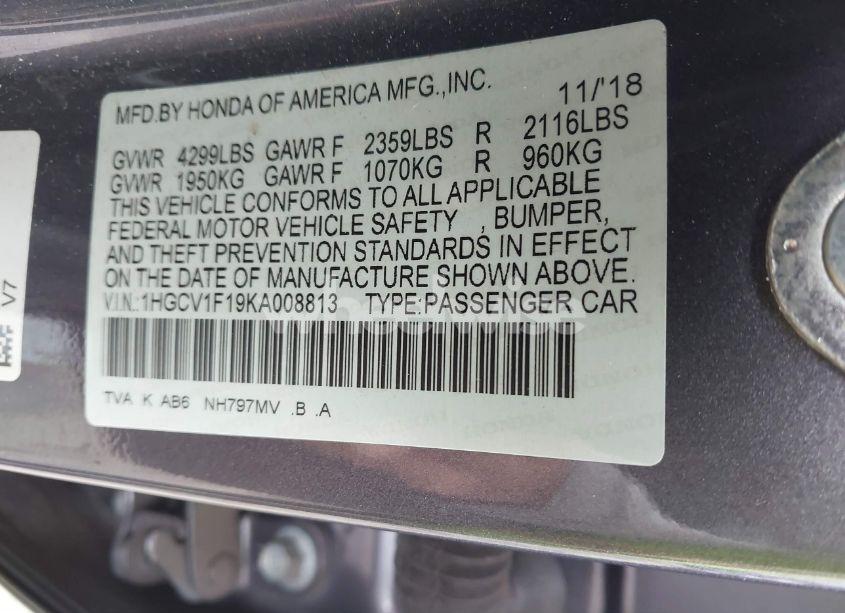 MFD.BY HONDA OF AMERICA MFG.,INC. 11/'18
GVWR 4299LBS GAWR F 2359LBS R 2116LBS
GVWR 1950KG GAWR F 1070KG R 960KG
THIS VEHICLE CONFORMS TO ALL APPLICABLE
FEDERAL MOTOR VEHICLE SAFETY , BUMPER,
AND THEFT PREVENTION STANDARDS IN EFFECT
ON THE DATE OF MANUFACTURE SHOWN ABOVE.
V.I.N.:1HGCV1F19KA008813 TYPE:PASSENGER CAR
TVA K AB6 NH797MV .B .A
V7